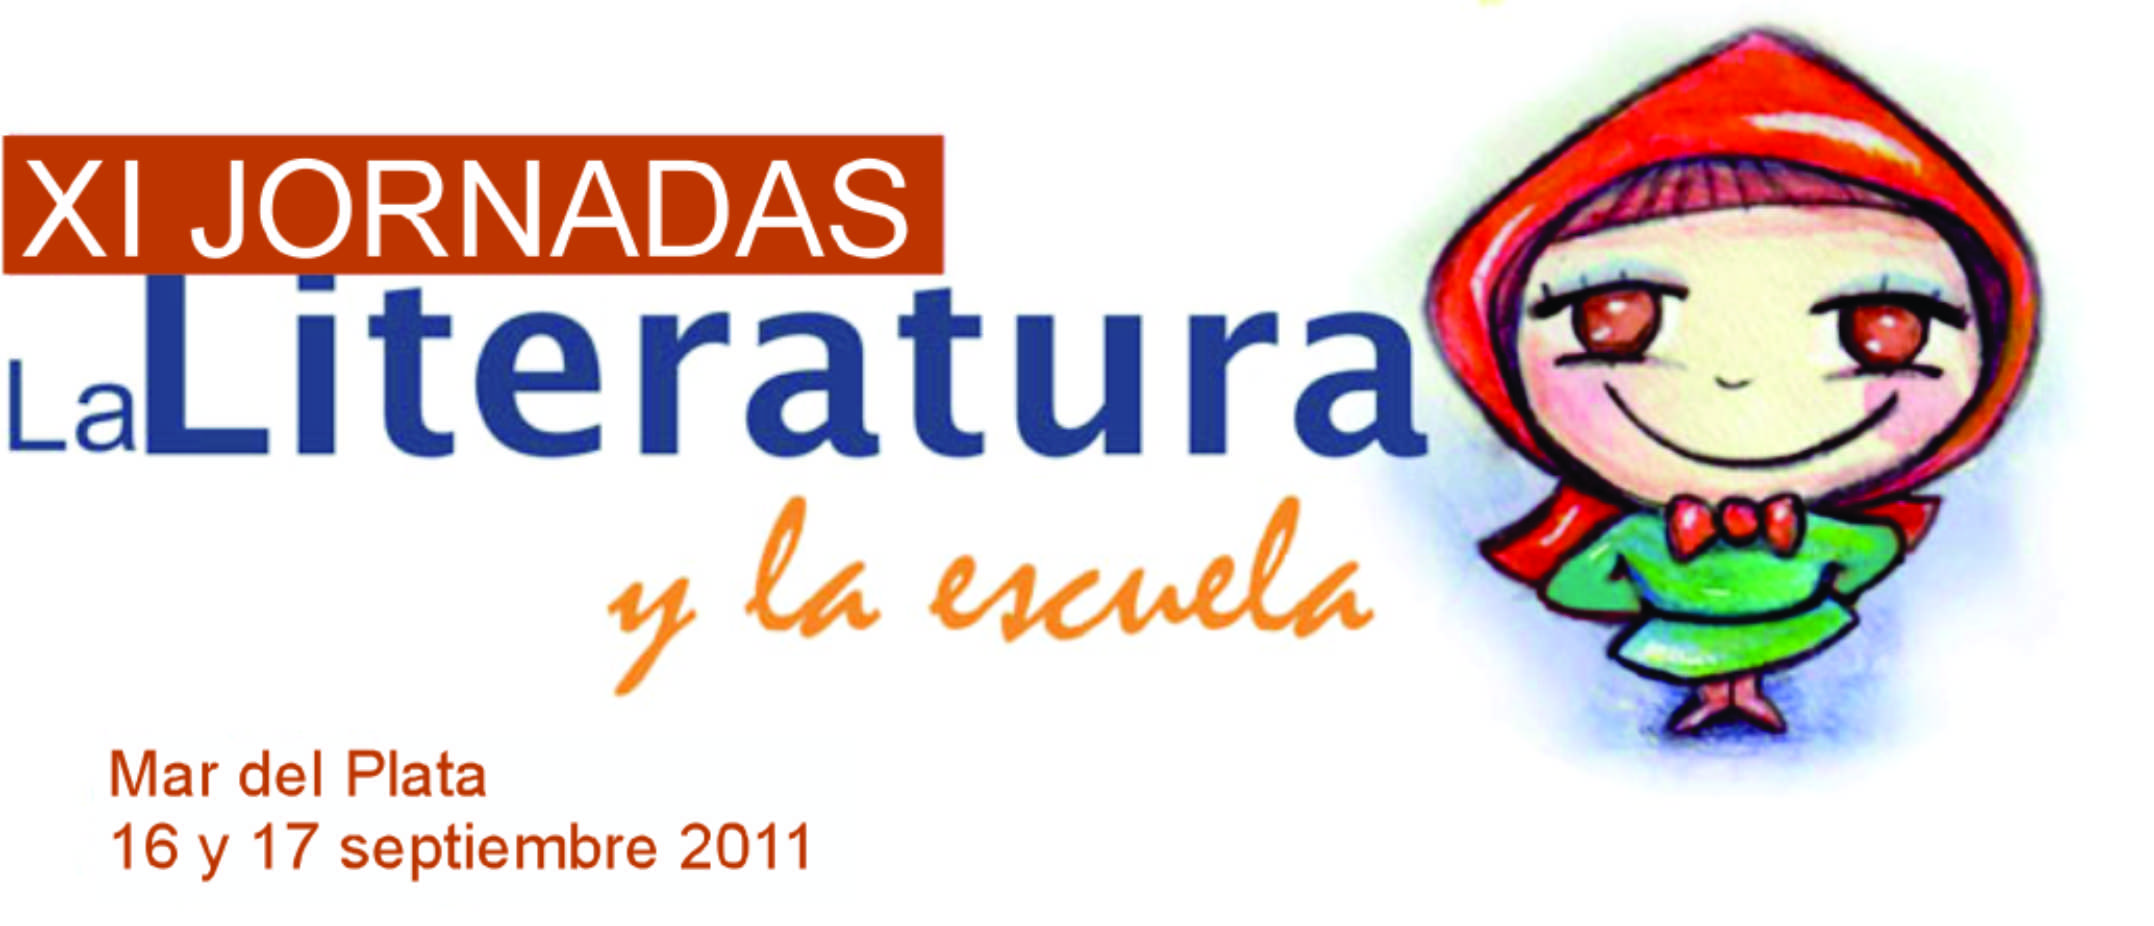 XI JORNADAS
La Literatura
y la escuela
Mar del Plata
16 y 17 septiembre 2011